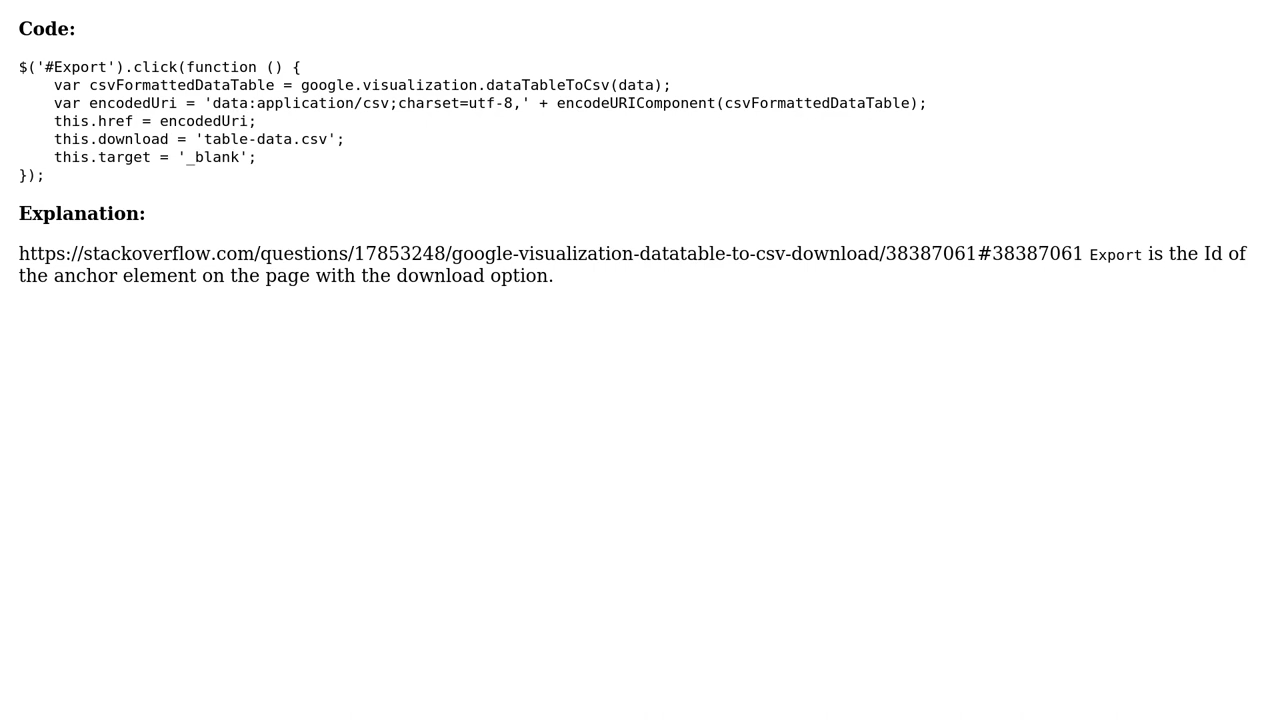 Code:
$('#Export').click(function () {
    var csvFormattedDataTable = google.visualization.dataTableToCsv(data);
    var encodedUri = 'data:application/csv;charset=utf-8,' + encodeURIComponent(csvFormattedDataTable);
    this.href = encodedUri;
    this.download = 'table-data.csv';
    this.target = '_blank';
});
Explanation:
https://stackoverflow.com/questions/17853248/google-visualization-datatable-to-csv-download/38387061#38387061 Export is the Id of
the anchor element on the page with the download option.